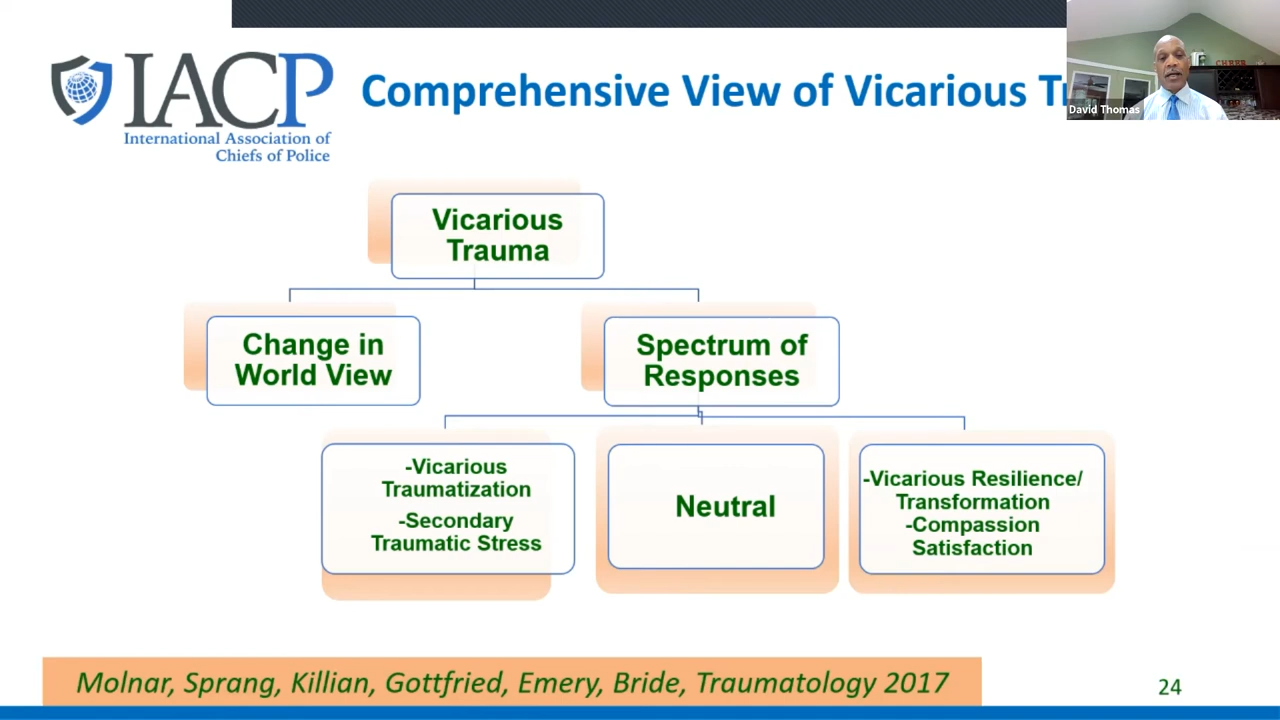 IACP
International Association of
Chiefs of Police
Comprehensive View of Vicarious
David Thomas
Vicarious
Trauma
Change in
World View
Spectrum of
Responses
-Vicarious
Traumatization
-Secondary
Traumatic Stress
Neutral
-Vicarious Resilience/
Transformation
-Compassion
Satisfaction
Molnar, Sprang, Killian, Gottfried, Emery, Bride, Traumatology 2017
24